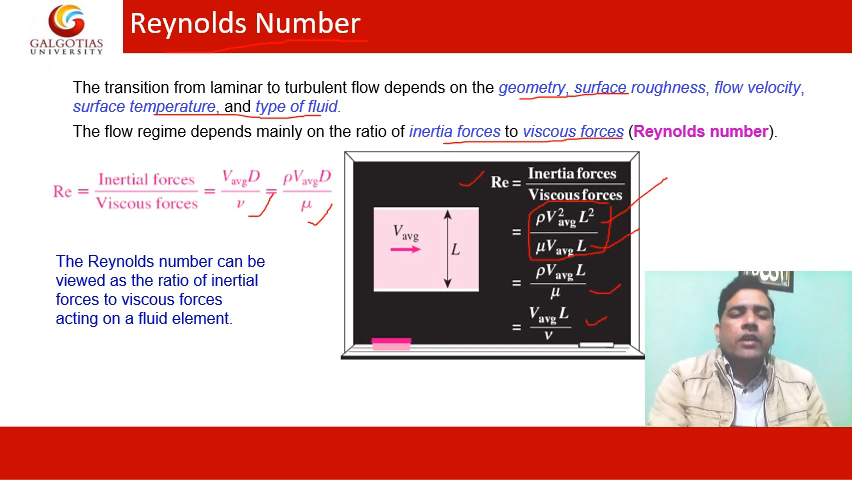 GALGOTIAS
UNIVERSITY
Reynolds Number
The transition from laminar to turbulent flow depends on the geometry, surface roughness, flow velocity,
surface temperature, and type of fluid.
The flow regime depends mainly on the ratio of inertia forces to viscous forces (Reynolds number).
Re = Inertial forces / Viscous forces = V_avg D / ν = ρV_avg D / μ
The Reynolds number can be
viewed as the ratio of inertial
forces to viscous forces
acting on a fluid element.
V_avg
L
Re = Inertia forces / Viscous forces
= ρV²_avg L² / μV_avg L
= ρV_avg L / μ
= V_avg L / ν